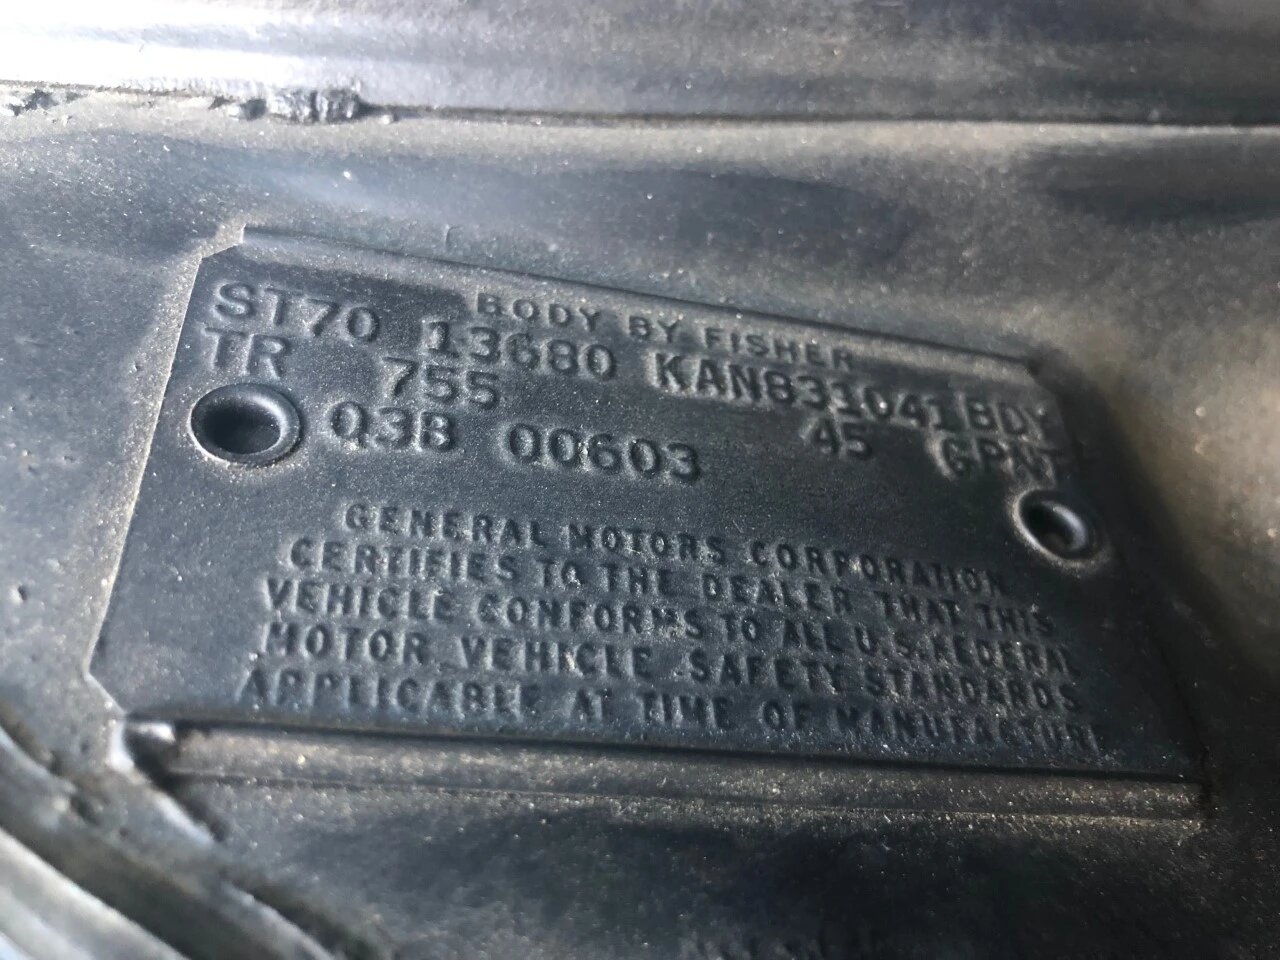 BODY BY FISHER
ST70 13680 KAN831041 BDY
TR 755 45 GPNT
Q3B 00603
GENERAL MOTORS CORPORATION
CERTIFIES TO THE DEALER THAT THIS
VEHICLE CONFORMS TO ALL U.S. FEDERAL
MOTOR VEHICLE SAFETY STANDARDS
APPLICABLE AT TIME OF MANUFACTURE